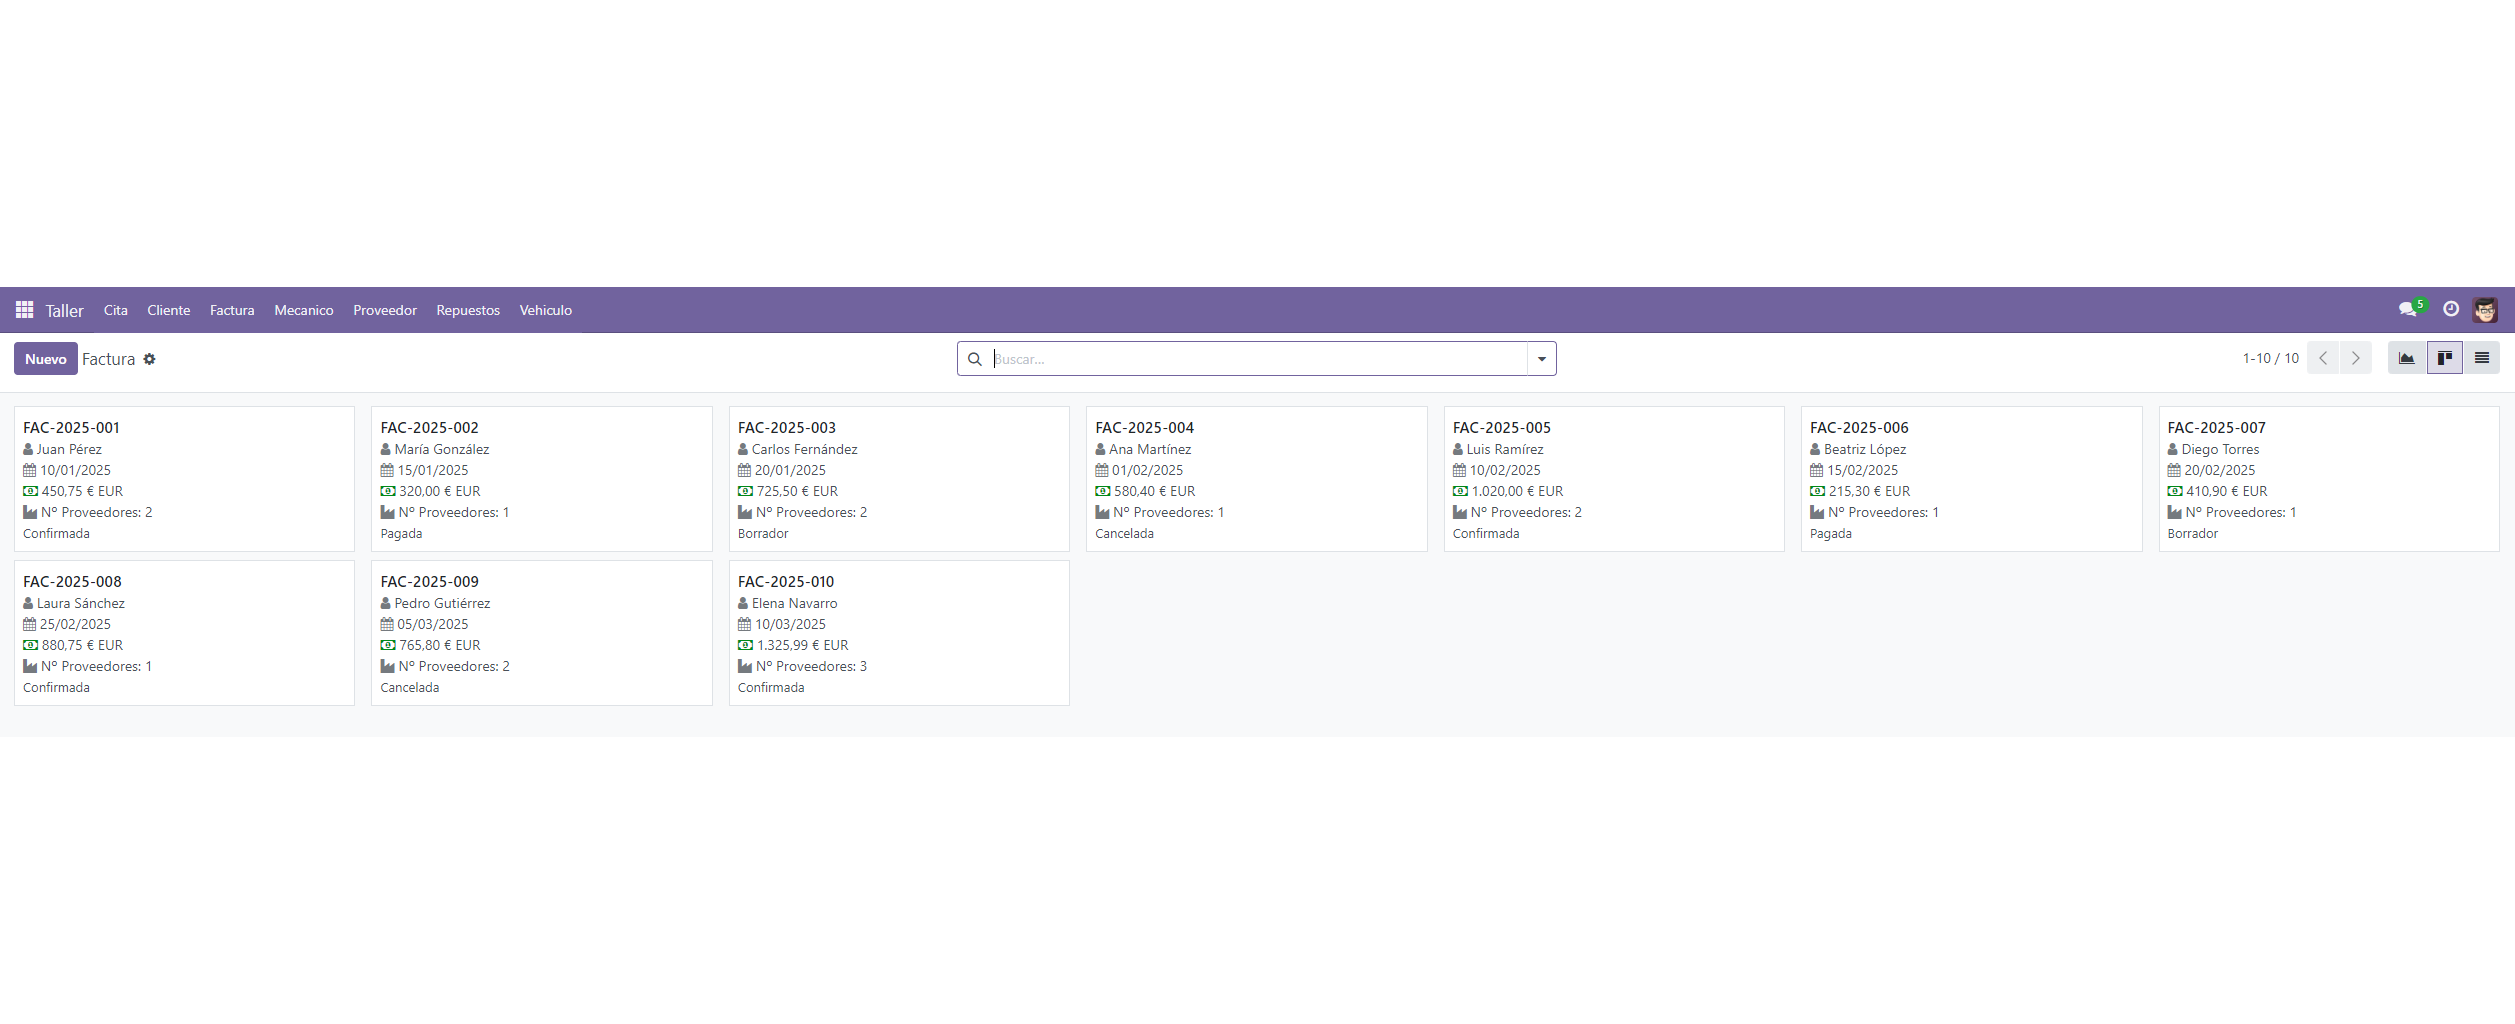 Taller Cita Cliente Factura Mecanico Proveedor Repuestos Vehiculo 5
Nuevo Factura Buscar... 1-10 / 10
FAC-2025-001
Juan Pérez
10/01/2025
450,75 € EUR
Nº Proveedores: 2
Confirmada
FAC-2025-002
María González
15/01/2025
320,00 € EUR
Nº Proveedores: 1
Pagada
FAC-2025-003
Carlos Fernández
20/01/2025
725,50 € EUR
Nº Proveedores: 2
Borrador
FAC-2025-004
Ana Martínez
01/02/2025
580,40 € EUR
Nº Proveedores: 1
Cancelada
FAC-2025-005
Luis Ramírez
10/02/2025
1.020,00 € EUR
Nº Proveedores: 2
Confirmada
FAC-2025-006
Beatriz López
15/02/2025
215,30 € EUR
Nº Proveedores: 1
Pagada
FAC-2025-007
Diego Torres
20/02/2025
410,90 € EUR
Nº Proveedores: 1
Borrador
FAC-2025-008
Laura Sánchez
25/02/2025
880,75 € EUR
Nº Proveedores: 1
Confirmada
FAC-2025-009
Pedro Gutiérrez
05/03/2025
765,80 € EUR
Nº Proveedores: 2
Cancelada
FAC-2025-010
Elena Navarro
10/03/2025
1.325,99 € EUR
Nº Proveedores: 3
Confirmada